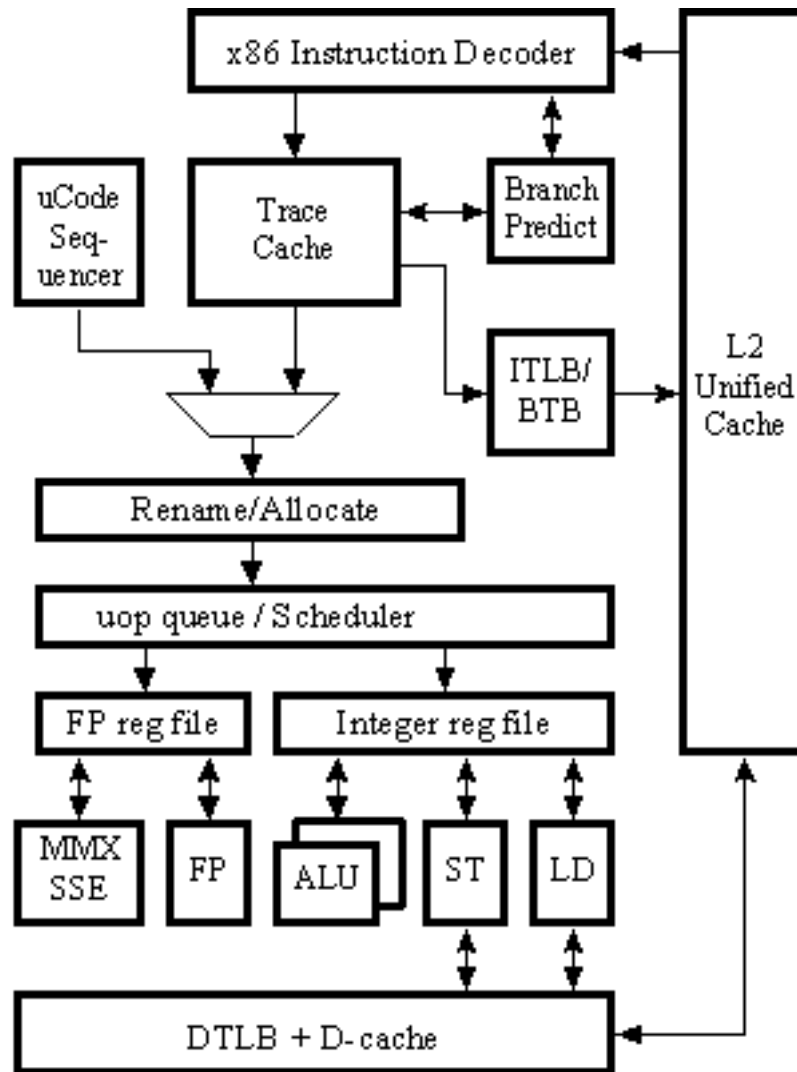 x86 Instruction Decoder
uCode
Seq-
uencer
Trace
Cache
Branch
Predict
ITLB/
BTB
L2
Unified
Cache
Rename/Allocate
uop queue / Scheduler
FP reg file
Integer reg file
MMX
SSE
FP
ALU
ST
LD
DTLB + D-cache